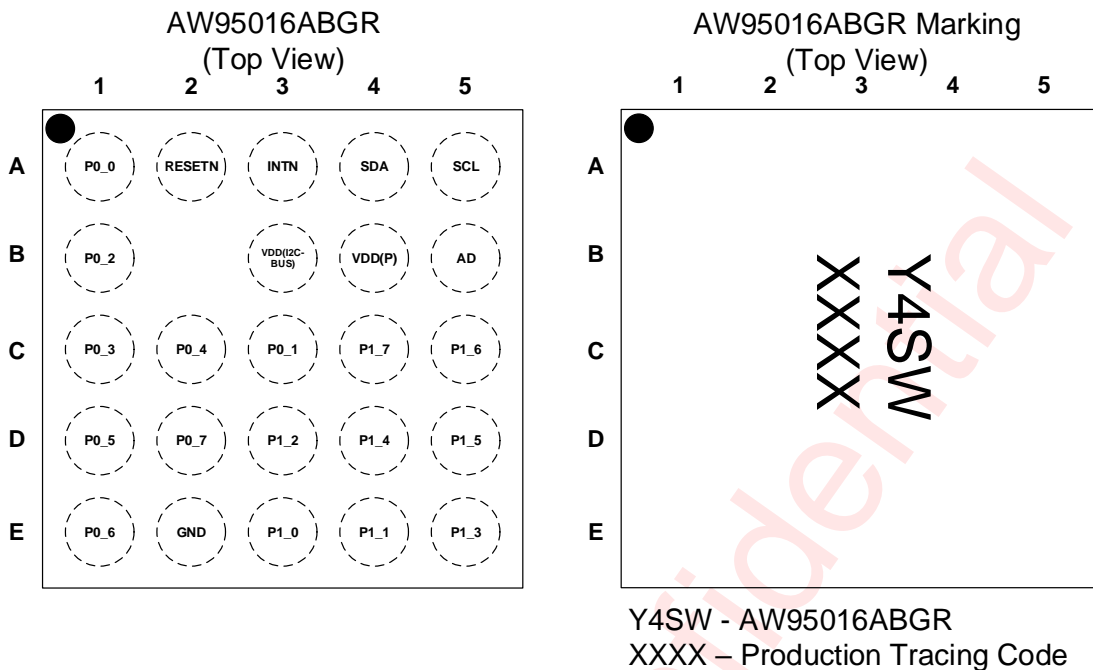 AW95016ABGR
(Top View)
1 2 3 4 5
A P0_0 RESETN INTN SDA SCL
B P0_2 VDD(I2C-
BUS) VDD(P) AD
C P0_3 P0_4 P0_1 P1_7 P1_6
D P0_5 P0_7 P1_2 P1_4 P1_5
E P0_6 GND P1_0 P1_1 P1_3
AW95016ABGR Marking
(Top View)
1 2 3 4 5
A
B
C
D
E
Y4SW
XXXX
Y4SW - AW95016ABGR
XXXX – Production Tracing Code